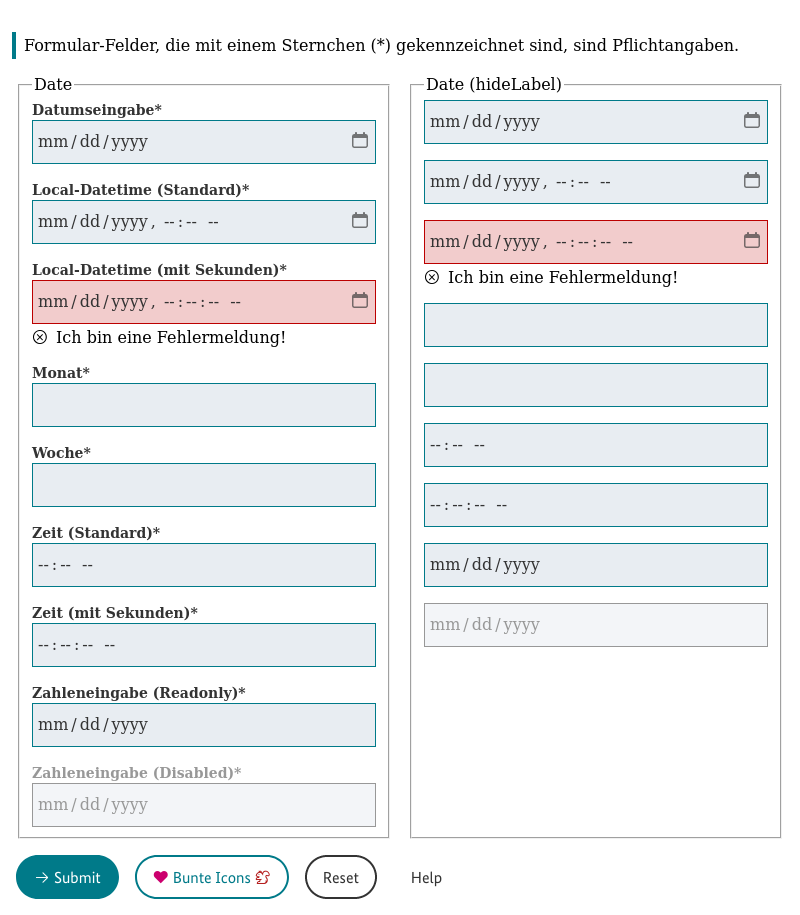 Formular-Felder, die mit einem Sternchen (*) gekennzeichnet sind, sind Pflichtangaben.
Date
Datumseingabe*
mm/dd/yyyy
Local-Datetime (Standard)*
mm/dd/yyyy, --:-- --
Local-Datetime (mit Sekunden)*
mm/dd/yyyy, --:--:-- --
Ich bin eine Fehlermeldung!
Monat*
Woche*
Zeit (Standard)*
--:-- --
Zeit (mit Sekunden)*
--:--:-- --
Zahleneingabe (Readonly)*
mm/dd/yyyy
Zahleneingabe (Disabled)*
mm/dd/yyyy
Date (hideLabel)
mm/dd/yyyy
mm/dd/yyyy, --:-- --
mm/dd/yyyy, --:--:-- --
Ich bin eine Fehlermeldung!
--:-- --
--:--:-- --
mm/dd/yyyy
mm/dd/yyyy
Submit
Bunte Icons
Reset
Help